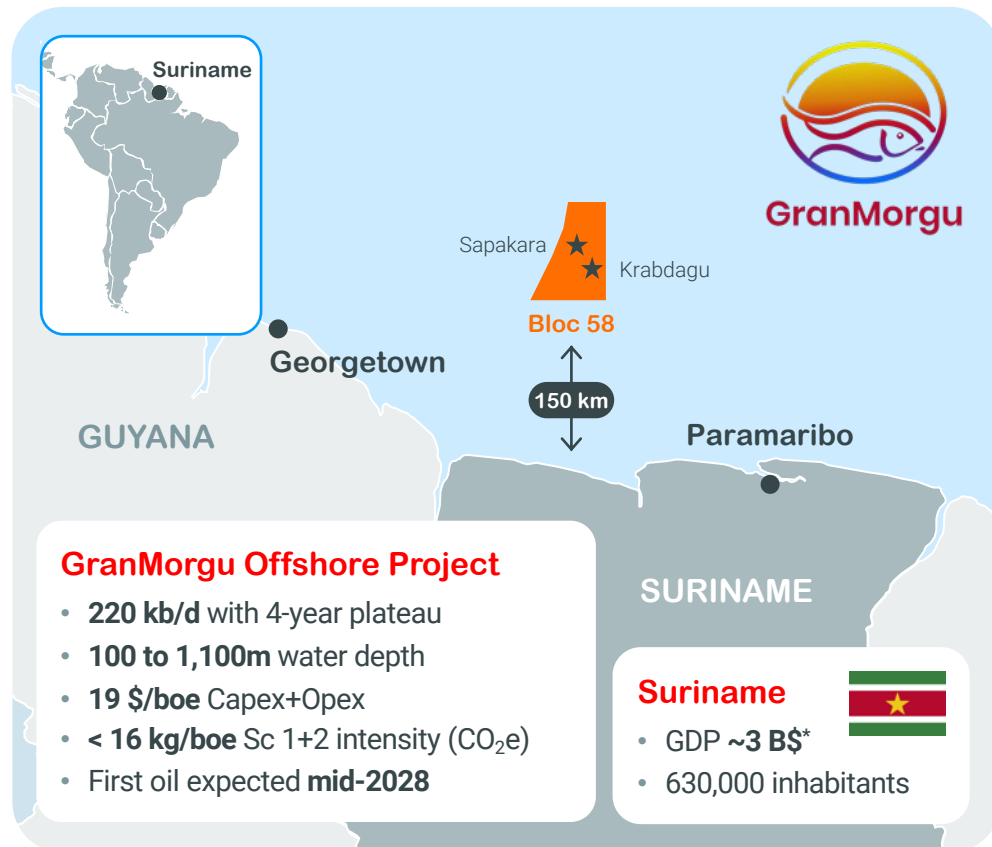 Suriname
GranMorgu
Sapakara
Krabdagu
Bloc 58
Georgetown
150 km
GUYANA
Paramaribo
SURINAME
GranMorgu Offshore Project
• 220 kb/d with 4-year plateau
• 100 to 1,100m water depth
• 19 $/boe Capex+Opex
• < 16 kg/boe Sc 1+2 intensity (CO₂e)
• First oil expected mid-2028
Suriname
• GDP ~3 B$*
• 630,000 inhabitants